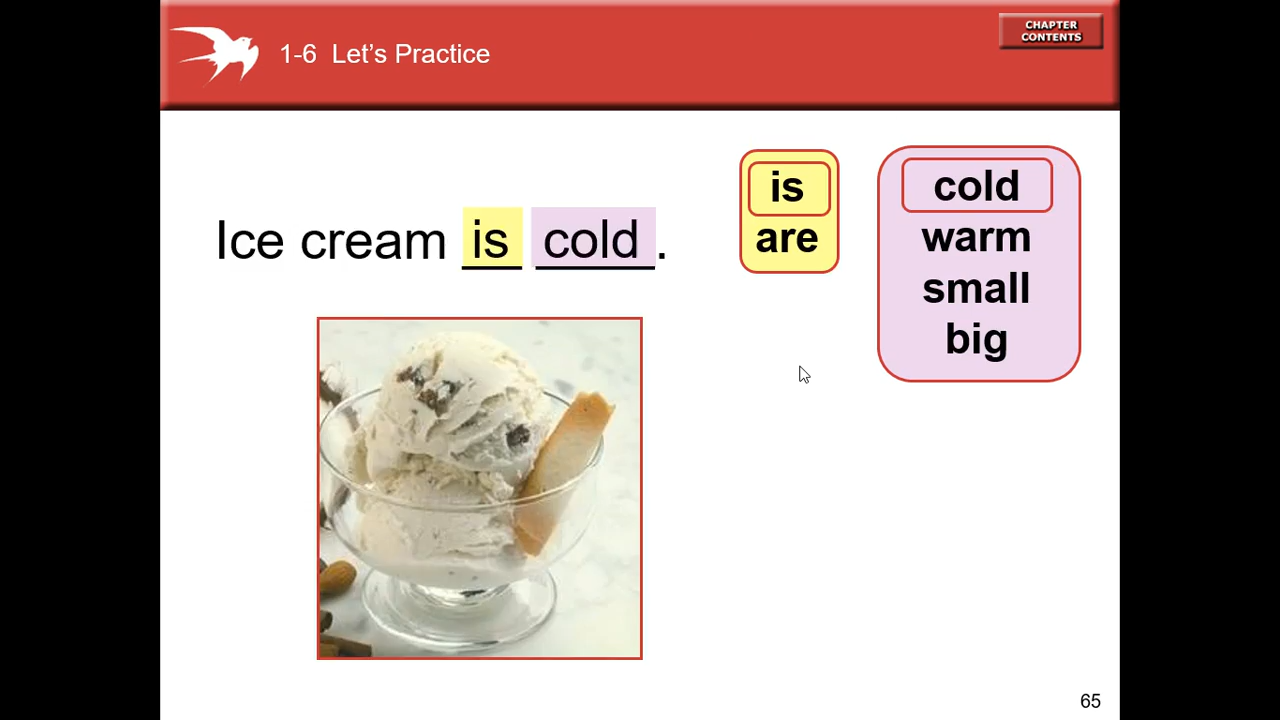 1-6 Let's Practice
CHAPTER
CONTENTS
Ice cream is cold.
is
are
cold
warm
small
big
65